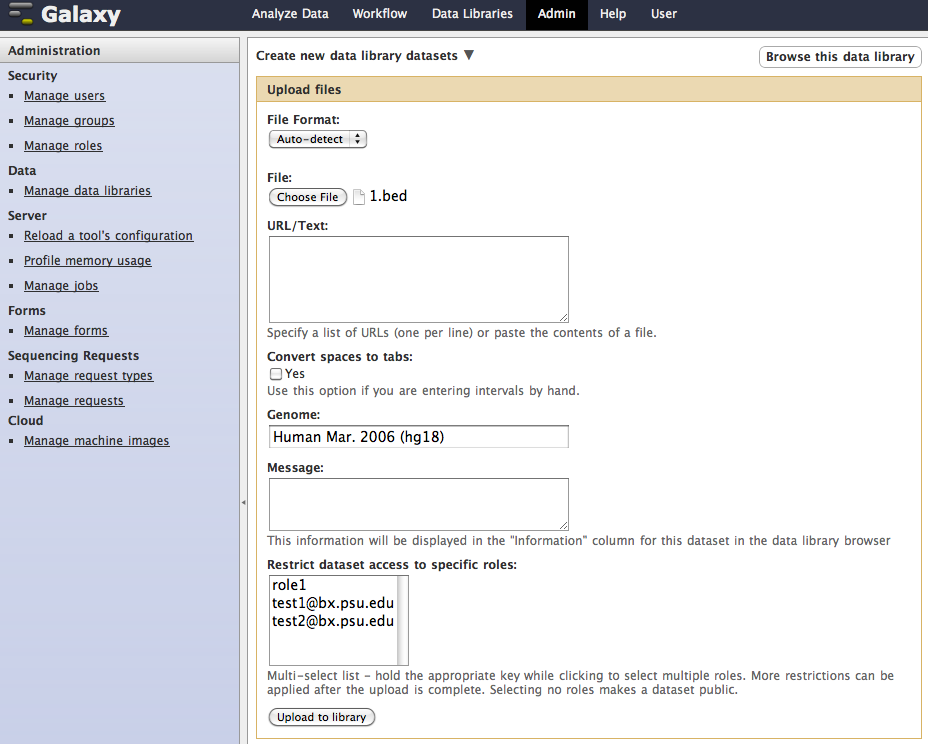 Galaxy
Analyze Data Workflow Data Libraries Admin Help User
Administration
Security
Manage users
Manage groups
Manage roles
Data
Manage data libraries
Server
Reload a tool's configuration
Profile memory usage
Manage jobs
Forms
Manage forms
Sequencing Requests
Manage request types
Manage requests
Cloud
Manage machine images
Create new data library datasets
Browse this data library
Upload files
File Format:
Auto-detect
File:
Choose File 1.bed
URL/Text:
Specify a list of URLs (one per line) or paste the contents of a file.
Convert spaces to tabs:
Yes
Use this option if you are entering intervals by hand.
Genome:
Human Mar. 2006 (hg18)
Message:
This information will be displayed in the "Information" column for this dataset in the data library browser
Restrict dataset access to specific roles:
role1
test1@bx.psu.edu
test2@bx.psu.edu
Multi-select list - hold the appropriate key while clicking to select multiple roles. More restrictions can be
applied after the upload is complete. Selecting no roles makes a dataset public.
Upload to library